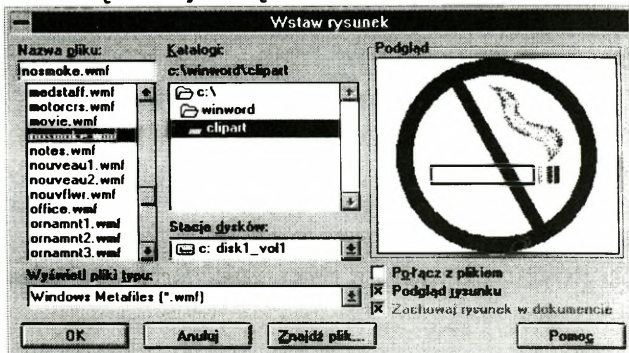 Wstaw rysunek
Nazwa pliku:
nosmoke.wmf
medstaff.wmf
motorcrs.wmf
movie.wmf
nosmoke.wmf
notes.wmf
nouveau1.wmf
nouveau2.wmf
nouvflwr.wmf
office.wmf
ornamnt1.wmf
ornamnt2.wmf
ornamnt3.wmf
Katalogi:
c:\winword\clipart
c:\
winword
clipart
Stacje dysków:
c: disk1_vol1
Wyświetl pliki typu:
Windows Metafiles (*.wmf)
Podgląd
Połącz z plikiem
Podgląd rysunku
Zachowaj rysunek w dokumencie
OK
Anuluj
Znajdź plik...
Pomoc